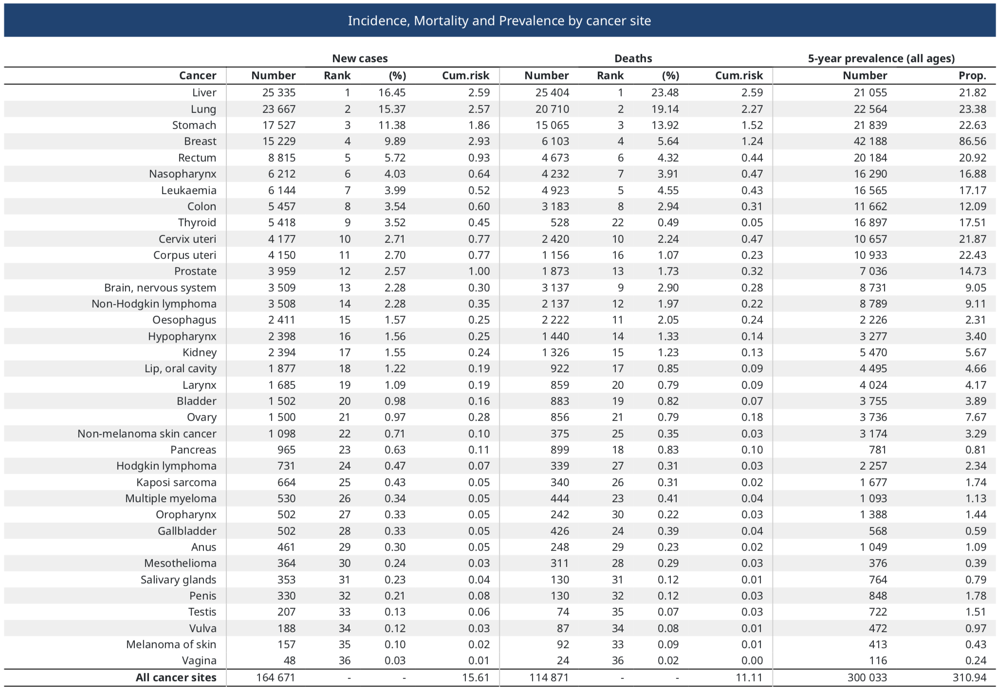 Incidence, Mortality and Prevalence by cancer site
New cases Deaths 5-year prevalence (all ages)
Cancer Number Rank (%) Cum.risk Number Rank (%) Cum.risk Number Prop.
Liver 25 335 1 16.45 2.59 25 404 1 23.48 2.59 21 055 21.82
Lung 23 667 2 15.37 2.57 20 710 2 19.14 2.27 22 564 23.38
Stomach 17 527 3 11.38 1.86 15 065 3 13.92 1.52 21 839 22.63
Breast 15 229 4 9.89 2.93 6 103 4 5.64 1.24 42 188 86.56
Rectum 8 815 5 5.72 0.93 4 673 6 4.32 0.44 20 184 20.92
Nasopharynx 6 212 6 4.03 0.64 4 232 7 3.91 0.47 16 290 16.88
Leukaemia 6 144 7 3.99 0.52 4 923 5 4.55 0.43 16 565 17.17
Colon 5 457 8 3.54 0.60 3 183 8 2.94 0.31 11 662 12.09
Thyroid 5 418 9 3.52 0.45 528 22 0.49 0.05 16 897 17.51
Cervix uteri 4 177 10 2.71 0.77 2 420 10 2.24 0.47 10 657 21.87
Corpus uteri 4 150 11 2.70 0.77 1 156 16 1.07 0.23 10 933 22.43
Prostate 3 959 12 2.57 1.00 1 873 13 1.73 0.32 7 036 14.73
Brain, nervous system 3 509 13 2.28 0.30 3 137 9 2.90 0.28 8 731 9.05
Non-Hodgkin lymphoma 3 508 14 2.28 0.35 2 137 12 1.97 0.22 8 789 9.11
Oesophagus 2 411 15 1.57 0.25 2 222 11 2.05 0.24 2 226 2.31
Hypopharynx 2 398 16 1.56 0.25 1 440 14 1.33 0.14 3 277 3.40
Kidney 2 394 17 1.55 0.24 1 326 15 1.23 0.13 5 470 5.67
Lip, oral cavity 1 877 18 1.22 0.19 922 17 0.85 0.09 4 495 4.66
Larynx 1 685 19 1.09 0.19 859 20 0.79 0.09 4 024 4.17
Bladder 1 502 20 0.98 0.16 883 19 0.82 0.07 3 755 3.89
Ovary 1 500 21 0.97 0.28 856 21 0.79 0.18 3 736 7.67
Non-melanoma skin cancer 1 098 22 0.71 0.10 375 25 0.35 0.03 3 174 3.29
Pancreas 965 23 0.63 0.11 899 18 0.83 0.10 781 0.81
Hodgkin lymphoma 731 24 0.47 0.07 339 27 0.31 0.03 2 257 2.34
Kaposi sarcoma 664 25 0.43 0.05 340 26 0.31 0.02 1 677 1.74
Multiple myeloma 530 26 0.34 0.05 444 23 0.41 0.04 1 093 1.13
Oropharynx 502 27 0.33 0.05 242 30 0.22 0.03 1 388 1.44
Gallbladder 502 28 0.33 0.05 426 24 0.39 0.04 568 0.59
Anus 461 29 0.30 0.05 248 29 0.23 0.02 1 049 1.09
Mesothelioma 364 30 0.24 0.03 311 28 0.29 0.03 376 0.39
Salivary glands 353 31 0.23 0.04 130 31 0.12 0.01 764 0.79
Penis 330 32 0.21 0.08 130 32 0.12 0.03 848 1.78
Testis 207 33 0.13 0.06 74 35 0.07 0.03 722 1.51
Vulva 188 34 0.12 0.03 87 34 0.08 0.01 472 0.97
Melanoma of skin 157 35 0.10 0.02 92 33 0.09 0.01 413 0.43
Vagina 48 36 0.03 0.01 24 36 0.02 0.00 116 0.24
All cancer sites 164 671 - - 15.61 114 871 - - 11.11 300 033 310.94